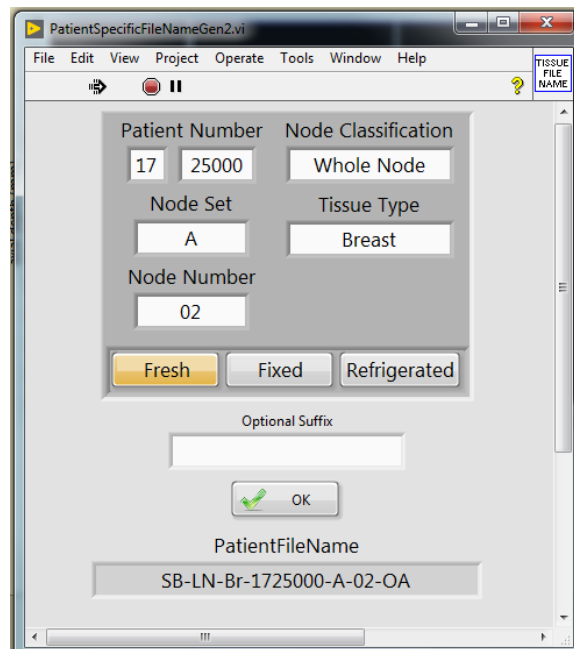 PatientSpecificFileNameGen2.vi
File Edit View Project Operate Tools Window Help
TISSUE
FILE
NAME
Patient Number Node Classification
17 25000 Whole Node
Node Set Tissue Type
A Breast
Node Number
02
Fresh Fixed Refrigerated
Optional Suffix
OK
PatientFileName
SB-LN-Br-1725000-A-02-OA